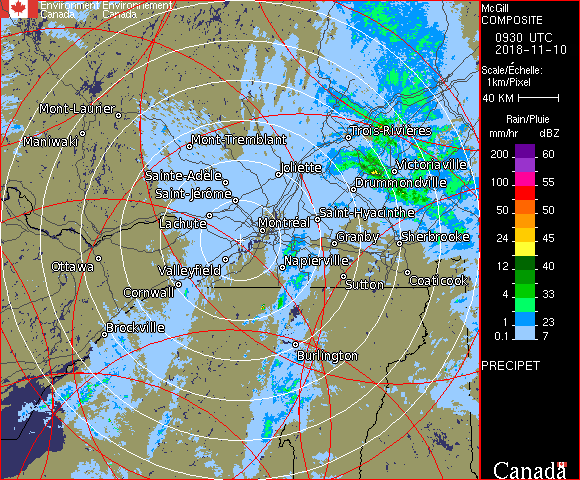 Environment Environnement
Canada Canada
McGill
COMPOSITE
0930 UTC
2018-11-10
Scale/Échelle:
1km/Pixel
40 KM
Rain/Pluie
mm/hr dBZ
200 60
100 55
50 50
24 45
12 40
4 33
1 23
0.1 7
PRECIPET
Canada
Mont-Laurier
Maniwaki
Mont-Tremblant
Trois-Rivières
Joliette
Victoriaville
Sainte-Adèle
Drummondville
Saint-Jérôme
Saint-Hyacinthe
Lachute
Montréal
Granby
Sherbrooke
Ottawa
Valleyfield
Napierville
Cornwall
Sutton
Coaticook
Brockville
Burlington